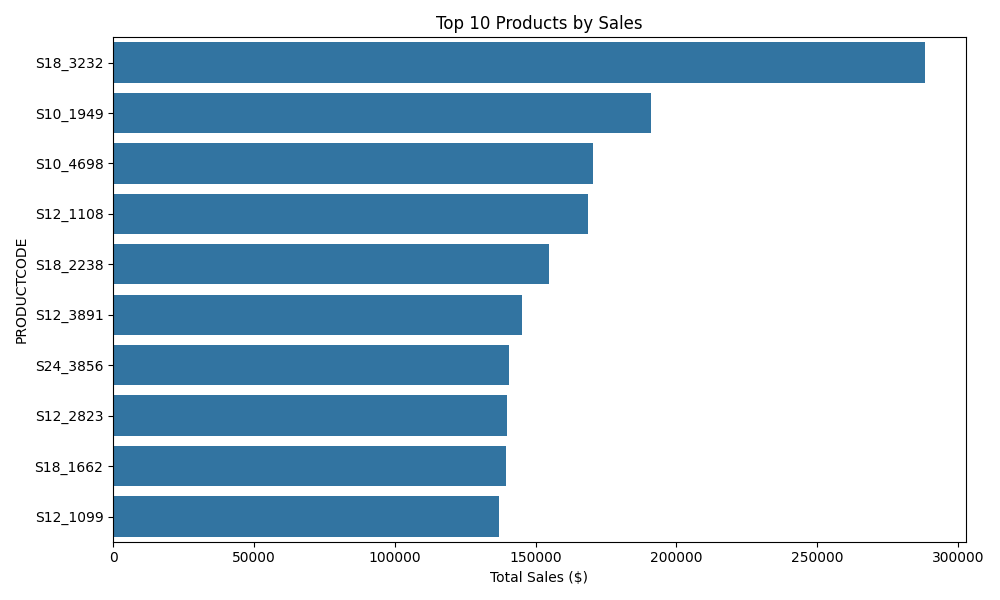 Top 10 Products by Sales
PRODUCTCODE
S18_3232
S10_1949
S10_4698
S12_1108
S18_2238
S12_3891
S24_3856
S12_2823
S18_1662
S12_1099
0 50000 100000 150000 200000 250000 300000
Total Sales ($)